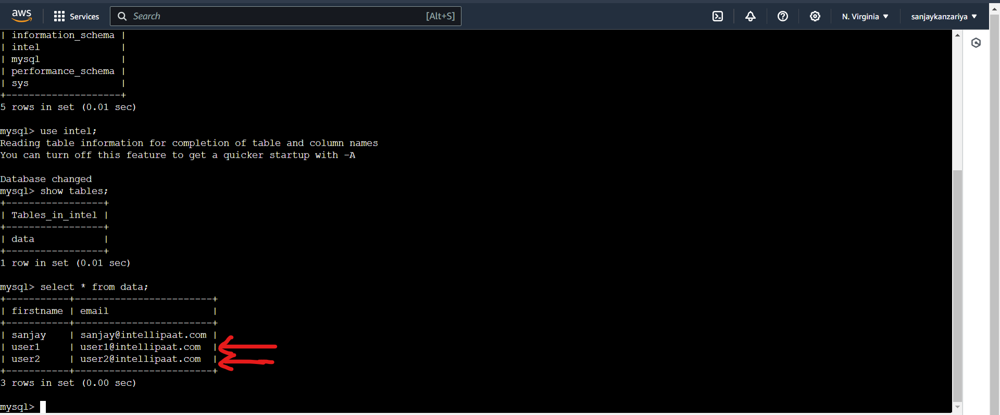 aws Services Search [Alt+S] N. Virginia sanjaykanzariya
| information_schema |
| intel              |
| mysql              |
| performance_schema |
| sys                |
+--------------------+
5 rows in set (0.01 sec)
mysql> use intel;
Reading table information for completion of table and column names
You can turn off this feature to get a quicker startup with -A
Database changed
mysql> show tables;
+-----------------+
| Tables_in_intel |
+-----------------+
| data            |
+-----------------+
1 row in set (0.01 sec)
mysql> select * from data;
+-----------+------------------------+
| firstname | email                  |
+-----------+------------------------+
| sanjay    | sanjay@intellipaat.com |
| user1     | user1@intellipaat.com  |
| user2     | user2@intellipaat.com  |
+-----------+------------------------+
3 rows in set (0.00 sec)
mysql>